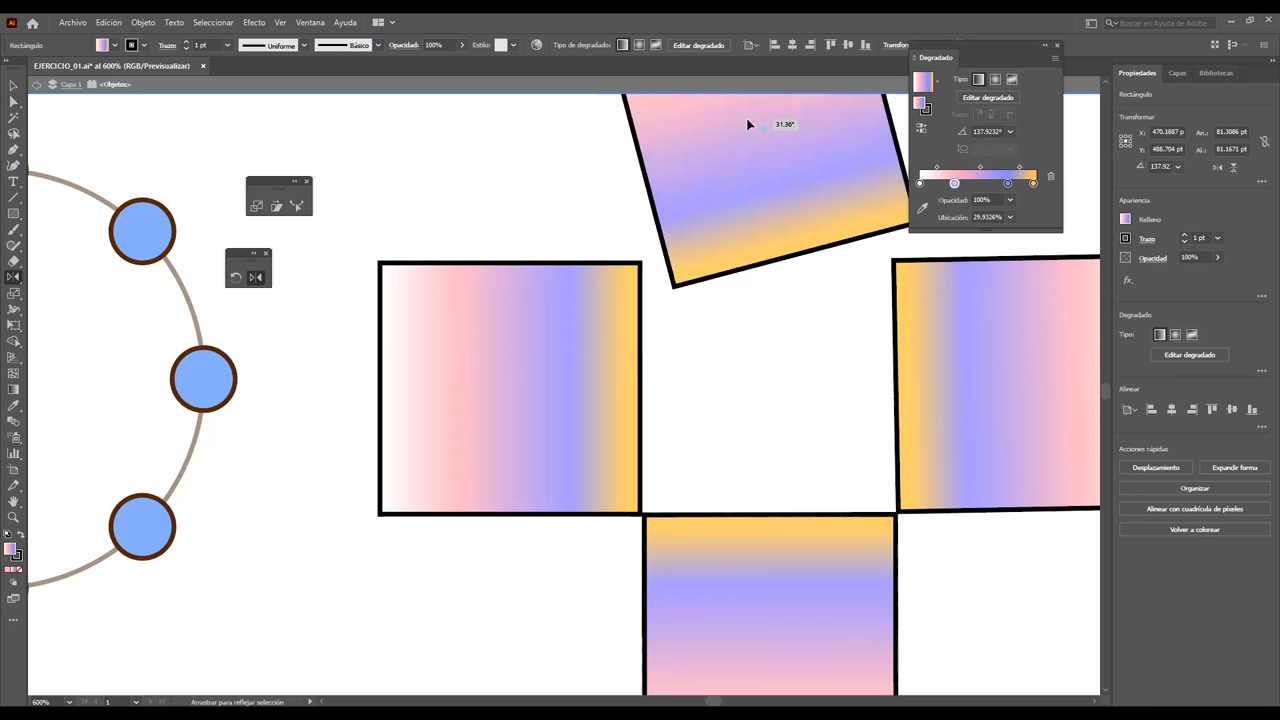 Ai
Archivo Edición Objeto Texto Seleccionar Efecto Ver Ventana Ayuda
Buscar en Ayuda de Adobe
Rectángulo
Trazo:
1 pt
Uniforme
Básico
Opacidad:
100%
Estilo:
Tipo de degradado:
Editar degradado
Transform
EJERCICIO_01.ai* al 600% (RGB/Previsualizar)
Capa 1
<Objetos>
31.36°
Degradado
Tipo:
Editar degradado
Trazo:
137.9232°
Opacidad:
100%
Ubicación:
29.9326%
Propiedades Capas Bibliotecas
Rectángulo
Transformar
X: 470.1887 p An.: 81.3086 pt
Y: 488.704 pt Al.: 81.1671 pt
137.92:
Apariencia
Relleno
Trazo
1 pt
Opacidad
100%
fx.
Degradado
Tipo:
Editar degradado
Alinear
Acciones rápidas
Desplazamiento
Expandir forma
Organizar
Alinear con cuadrícula de píxeles
Volver a colorear
600%
1
Arrastrar para reflejar selección